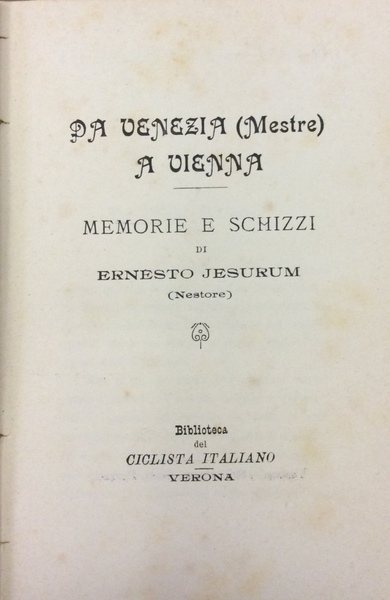 DA VENEZIA (Mestre)
A VIENNA
MEMORIE E SCHIZZI
DI
ERNESTO JESURUM
(Nestore)
Biblioteca
del
CICLISTA ITALIANO
VERONA